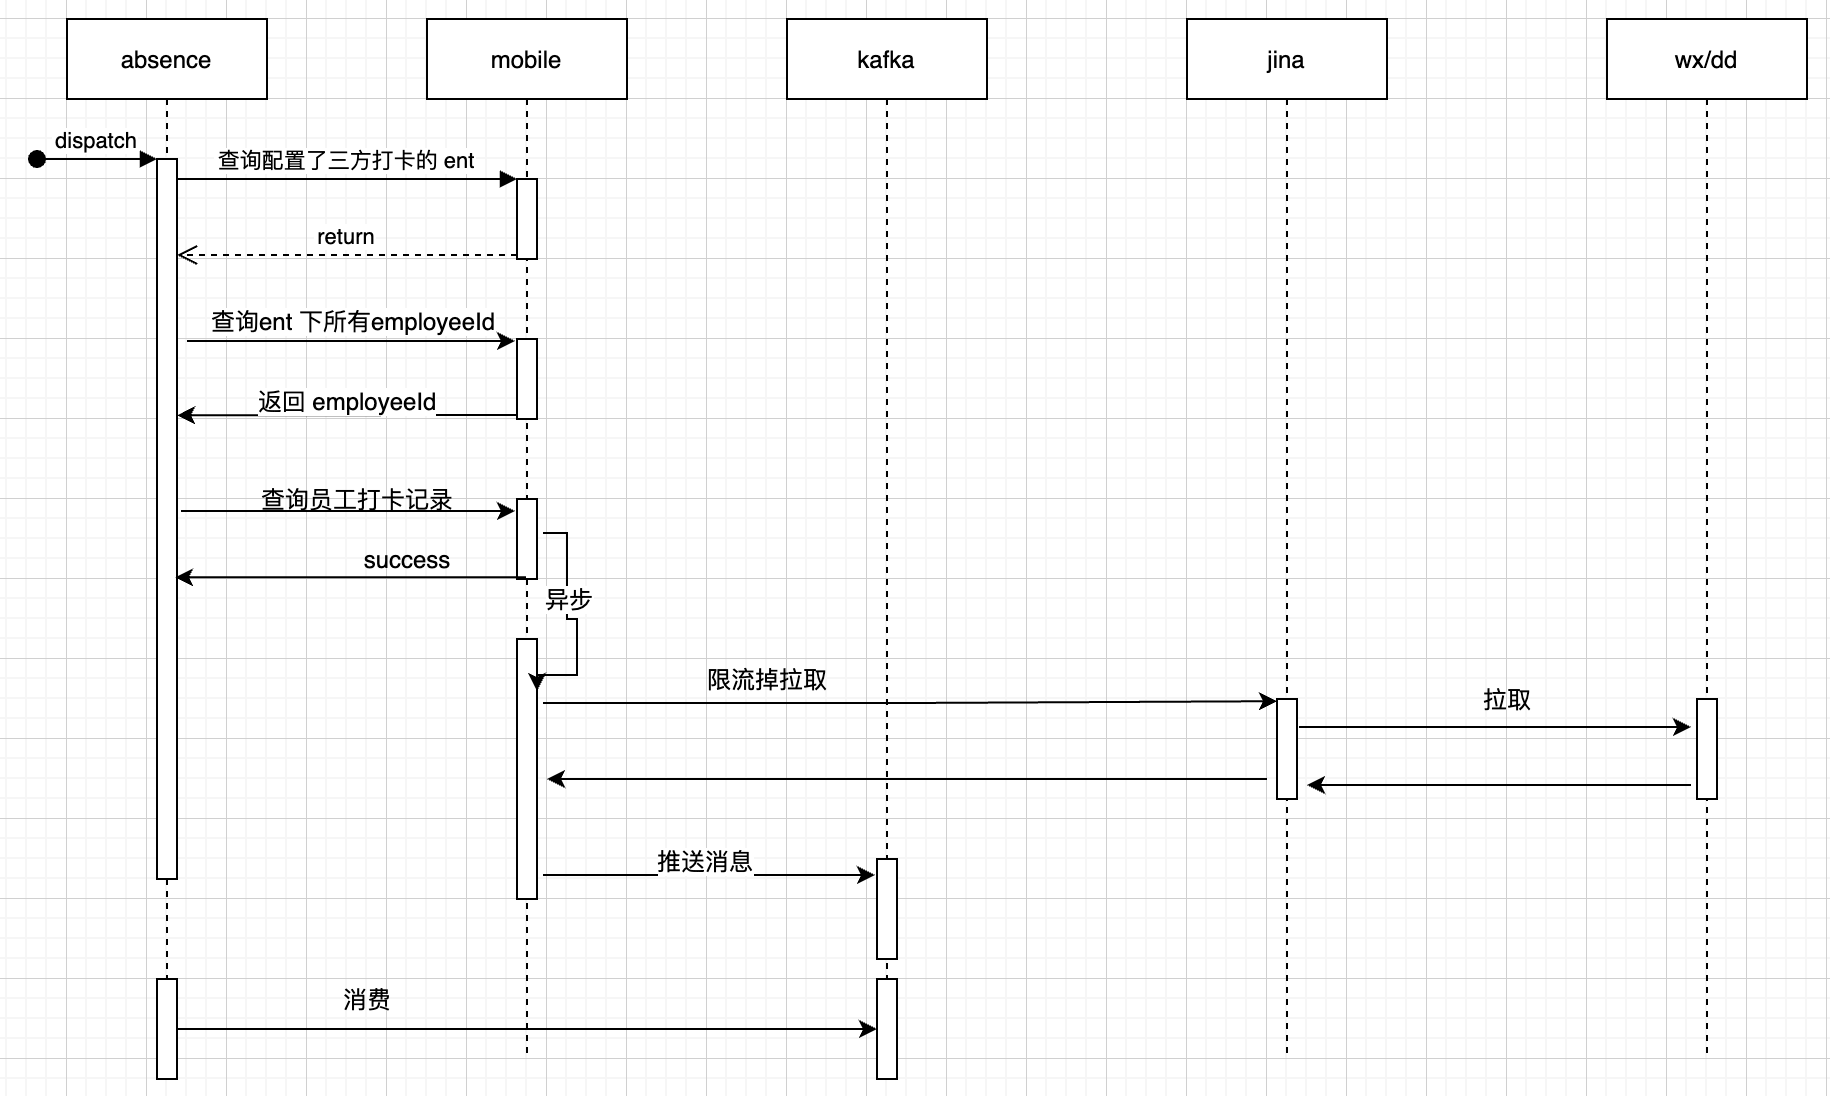 absence
mobile
kafka
jina
wx/dd
dispatch
查询配置了三方打卡的 ent
return
查询ent 下所有employeeId
返回 employeeId
查询员工打卡记录
success
异步
限流掉拉取
拉取
推送消息
消费